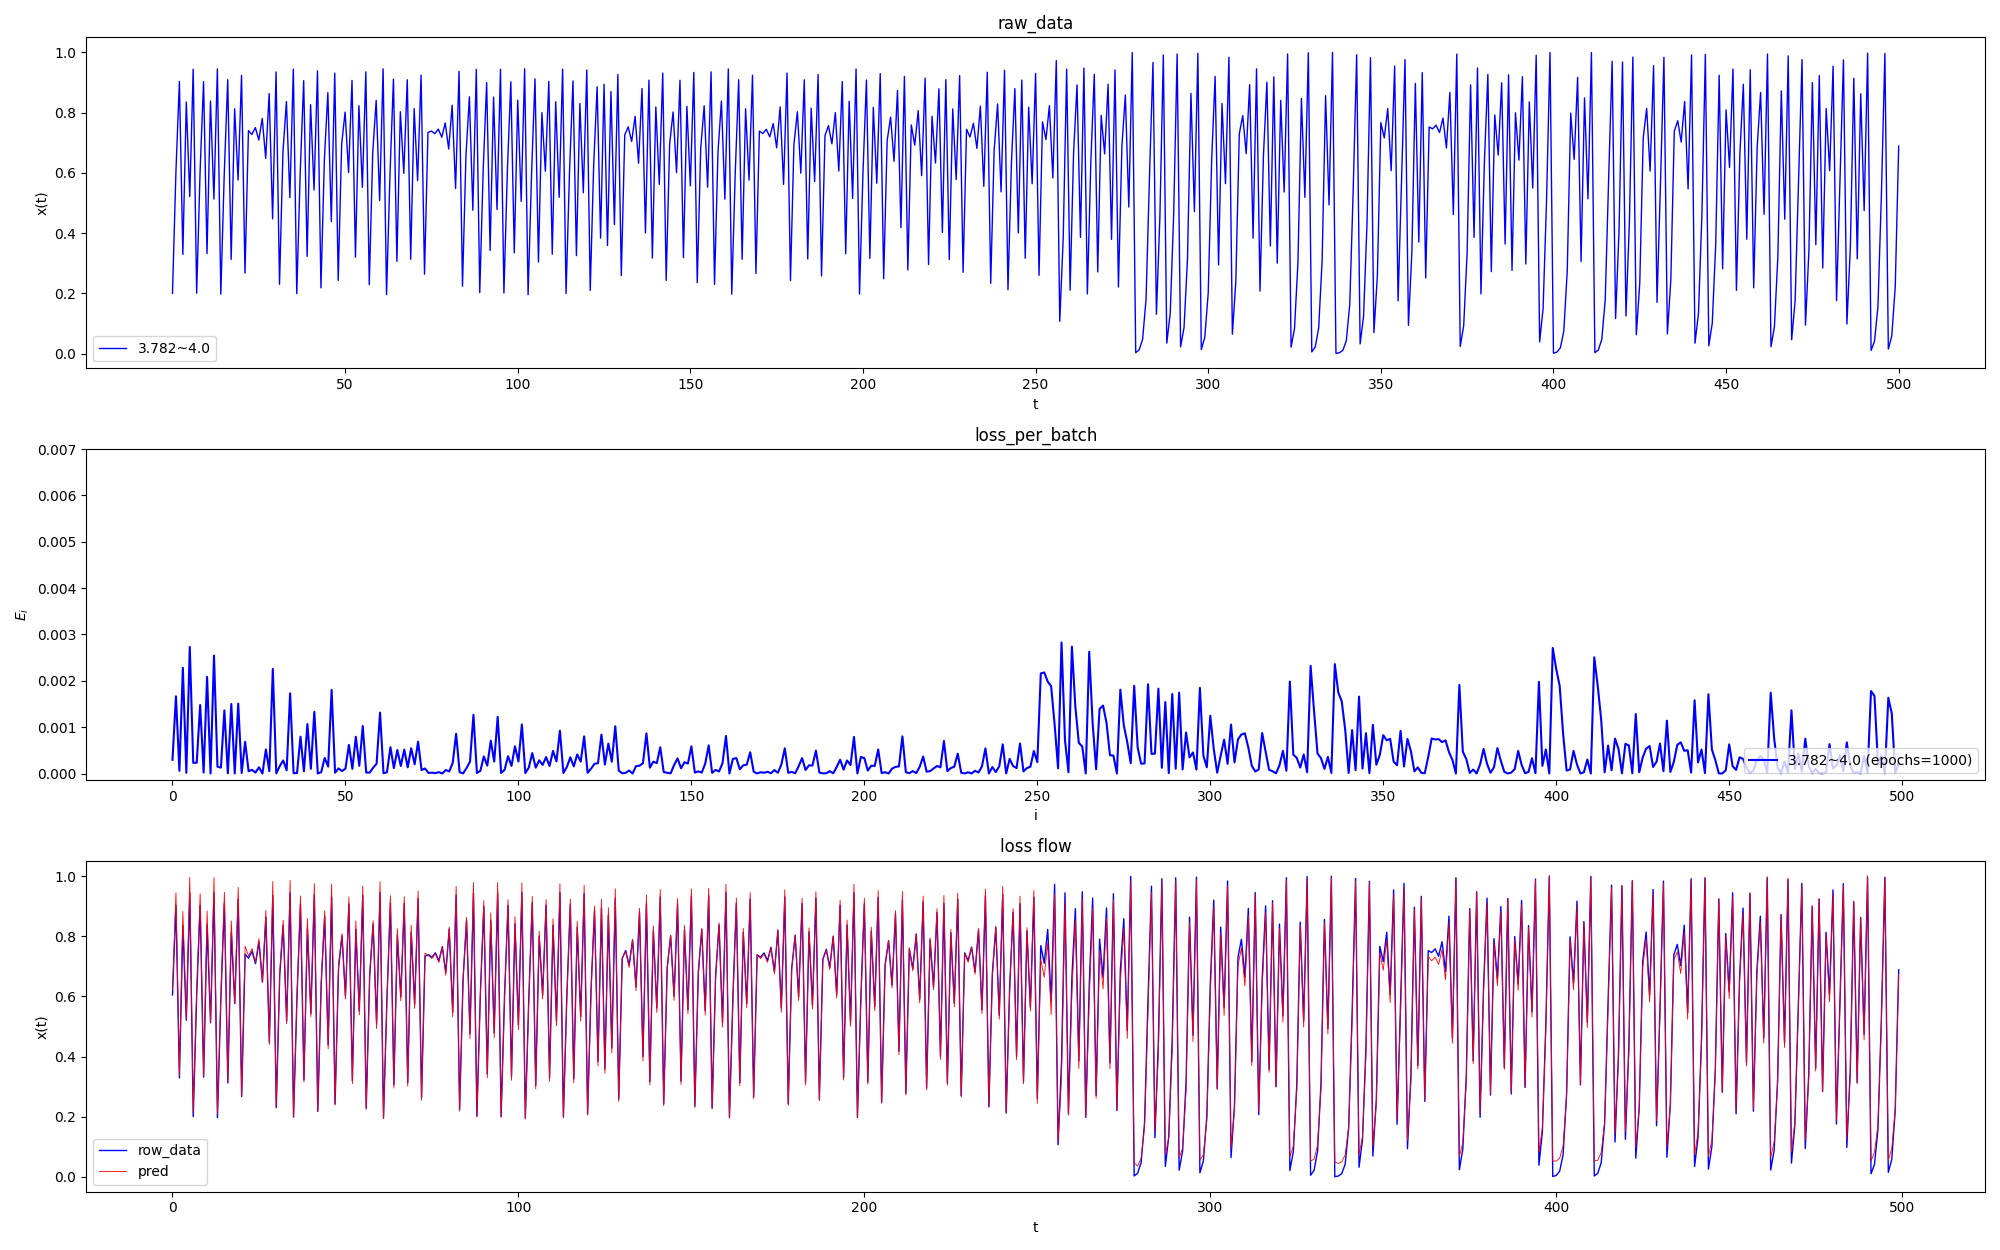 raw_data
1.0
0.8
0.6
0.4
0.2
0.0
x(t)
3.782~4.0
50 100 150 200 250 300 350 400 450 500
t
loss_per_batch
0.007
0.006
0.005
0.004
0.003
0.002
0.001
0.000
E_i
3.782~4.0 (epochs=1000)
0 50 100 150 200 250 300 350 400 450 500
i
loss flow
1.0
0.8
0.6
0.4
0.2
0.0
x(t)
row_data
pred
0 100 200 300 400 500
t